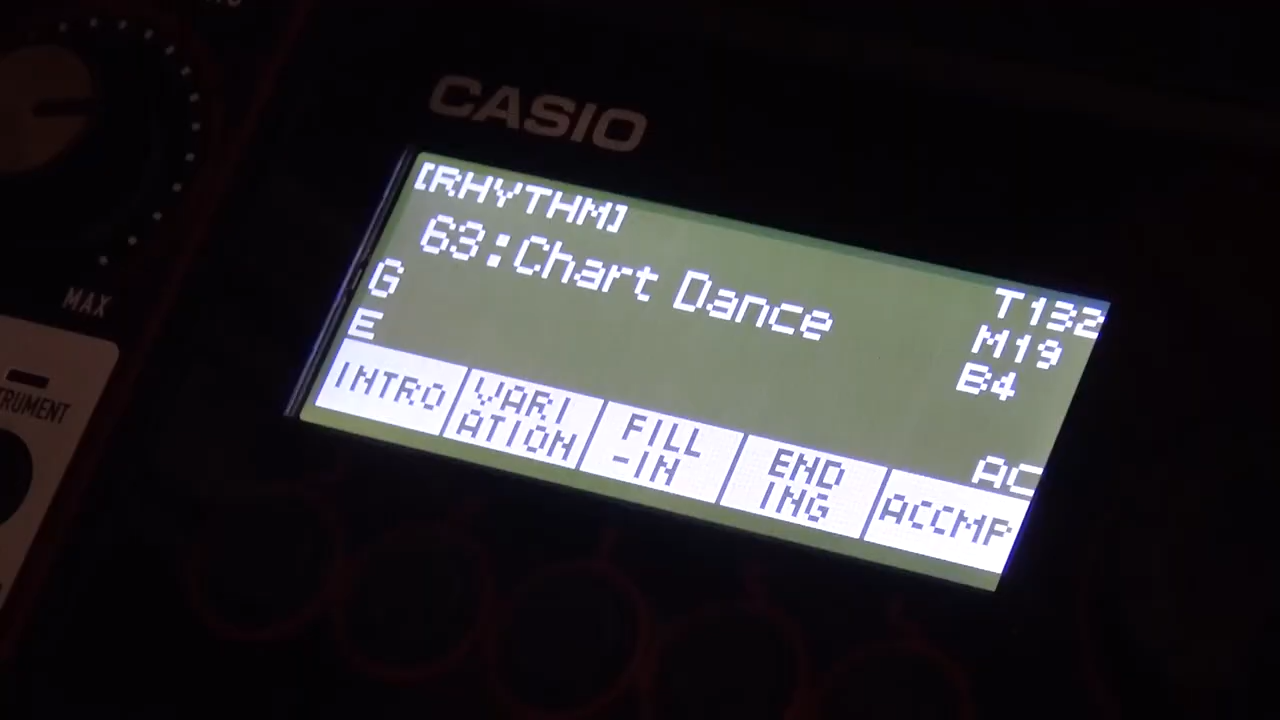 CASIO
[RHYTHM]
63:Chart Dance
T132
G
M19
E
B4
AC
INTRO
VARI
ATION
FILL
-IN
END
ING
ACCMP
MAX